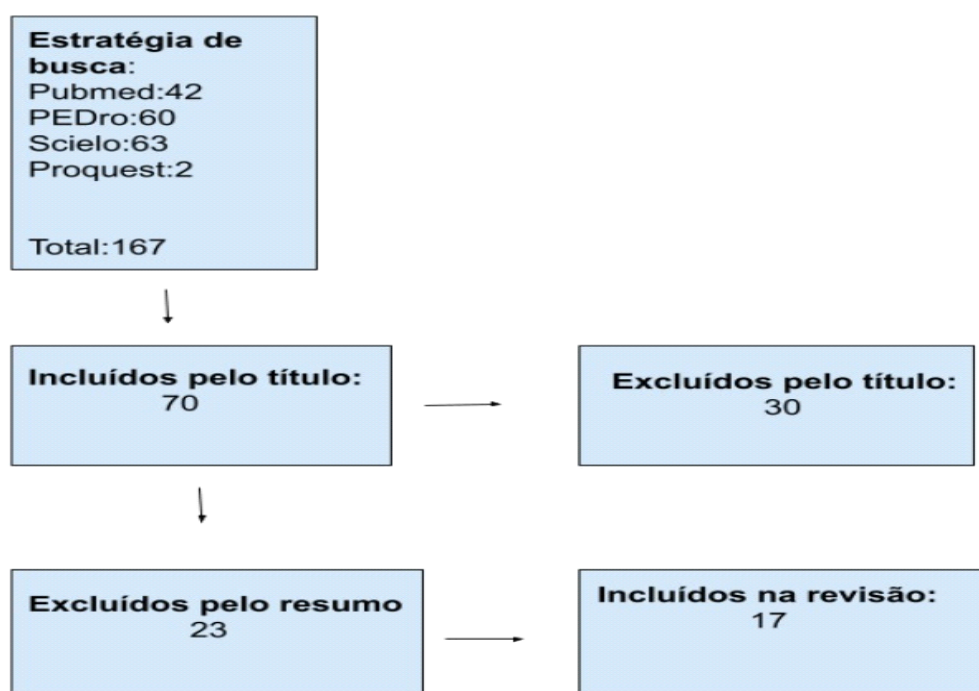 Estratégia de
busca:
Pubmed:42
PEDro:60
Scielo:63
Proquest:2
Total:167
Incluídos pelo título:
70
Excluídos pelo título:
30
Excluídos pelo resumo
23
Incluídos na revisão:
17